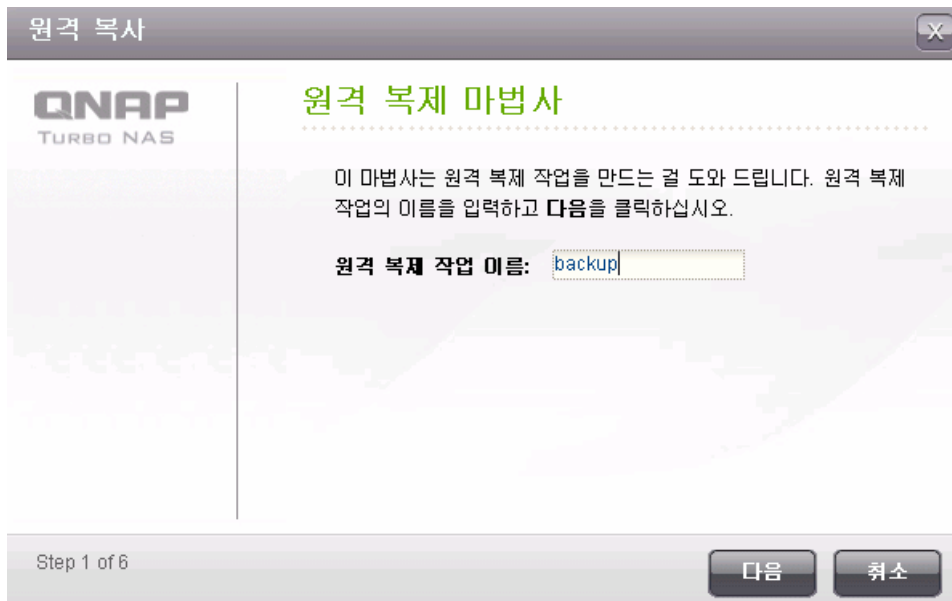 원격 복사
X
QNAP
TURBO NAS
원격 복제 마법사
이 마법사는 원격 복제 작업을 만드는 걸 도와 드립니다. 원격 복제
작업의 이름을 입력하고 다음을 클릭하십시오.
원격 복제 작업 이름: backup
Step 1 of 6
다음
취소